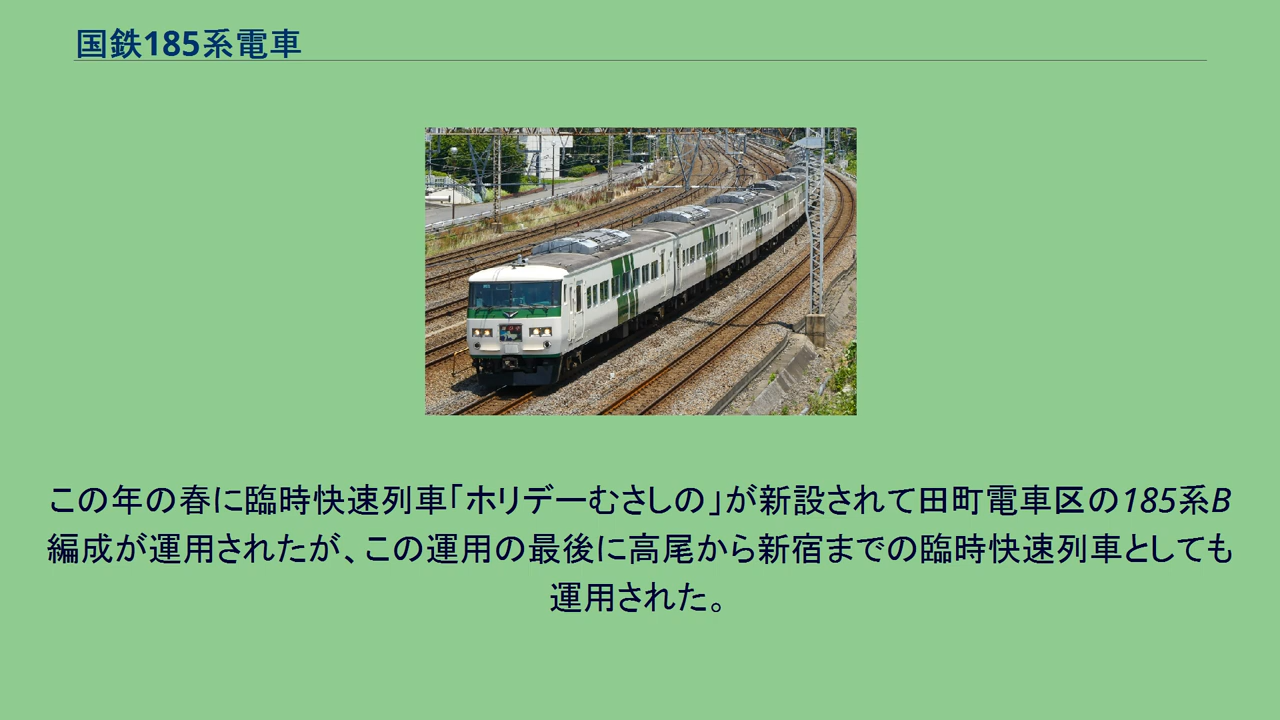 国鉄185系電車
この年の春に臨時快速列車「ホリデーむさしの」が新設されて田町電車区の185系B
編成が運用されたが、この運用の最後に高尾から新宿までの臨時快速列車としても
運用された。